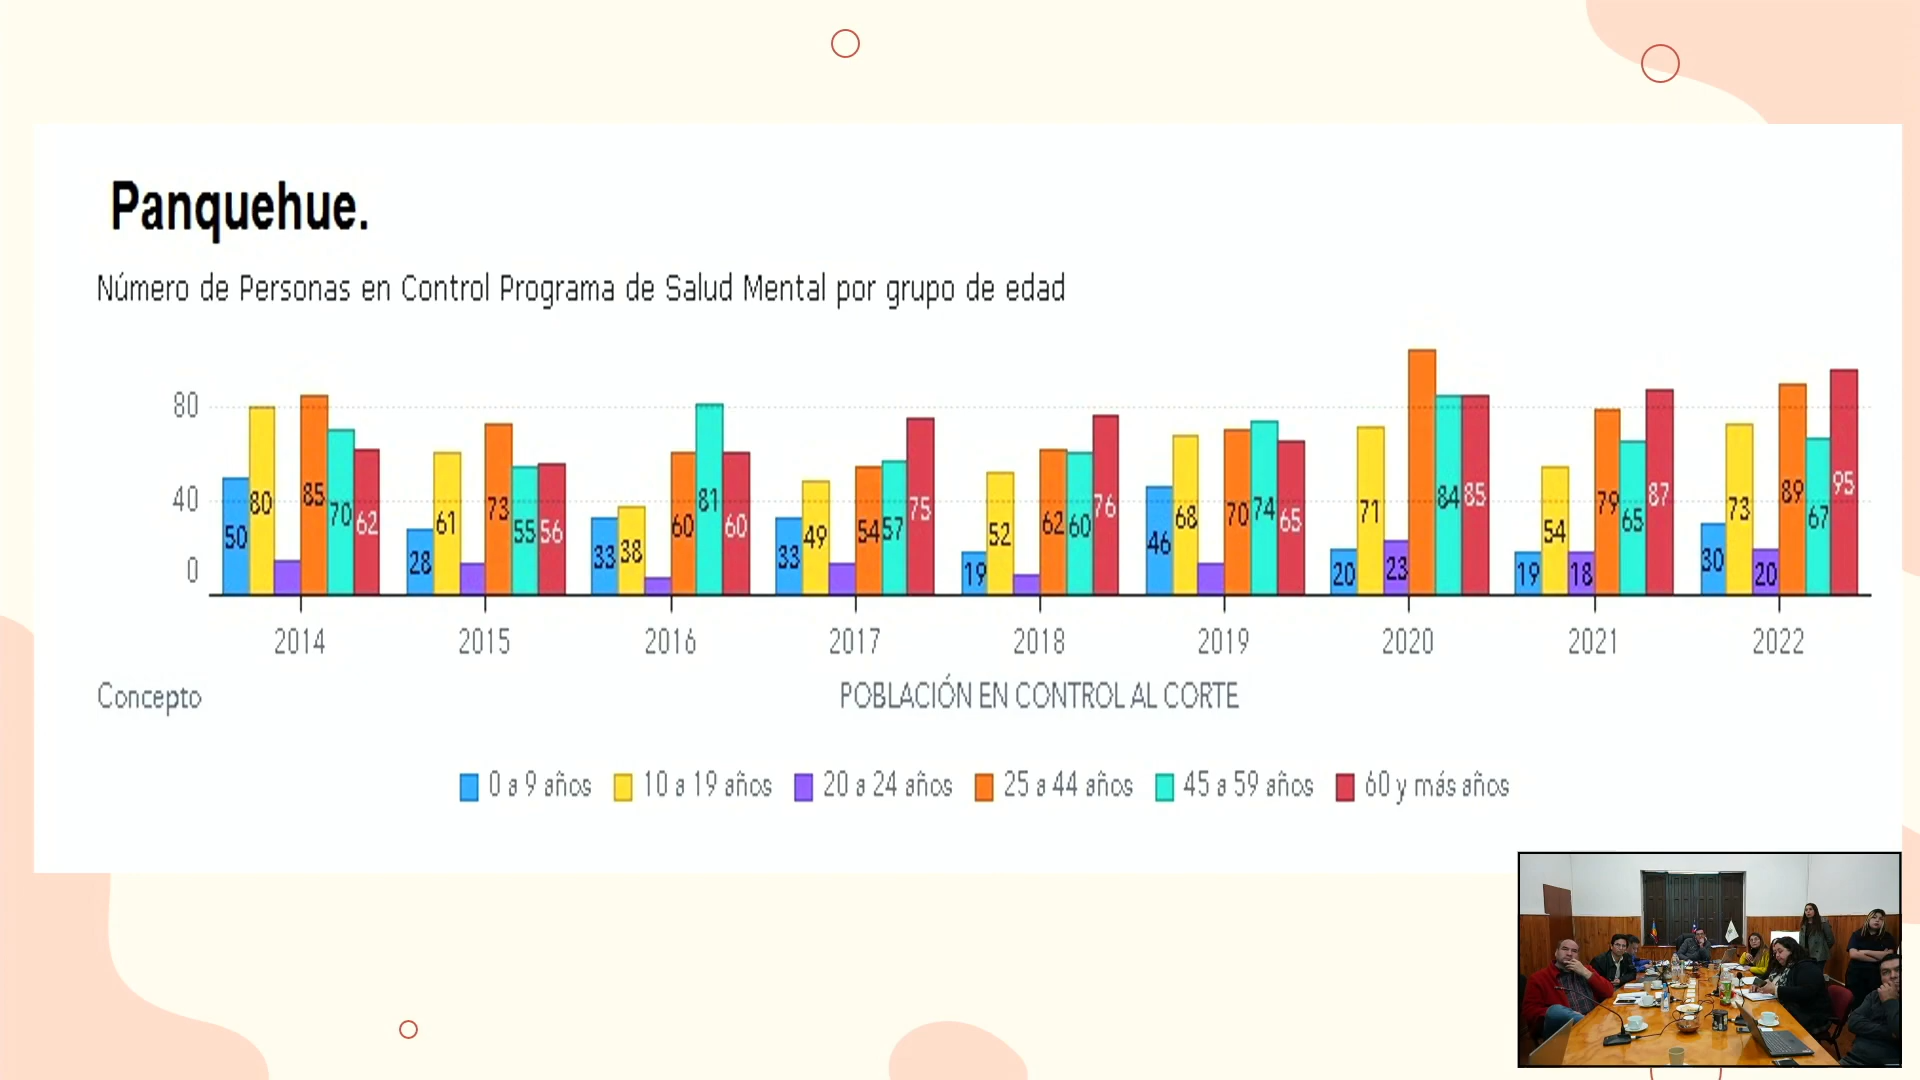 Panquehue.
Número de Personas en Control Programa de Salud Mental por grupo de edad
80
40
0
50 80 85 70 62
28 61 73 55 56
33 38 60 81 60
33 49 54 57 75
19 52 62 60 76
46 68 70 74 65
20 71 23 84 85
19 54 18 79 65 87
30 73 20 89 67 95
2014 2015 2016 2017 2018 2019 2020 2021 2022
Concepto POBLACIÓN EN CONTROL AL CORTE
0 a 9 años 10 a 19 años 20 a 24 años 25 a 44 años 45 a 59 años 60 y más años